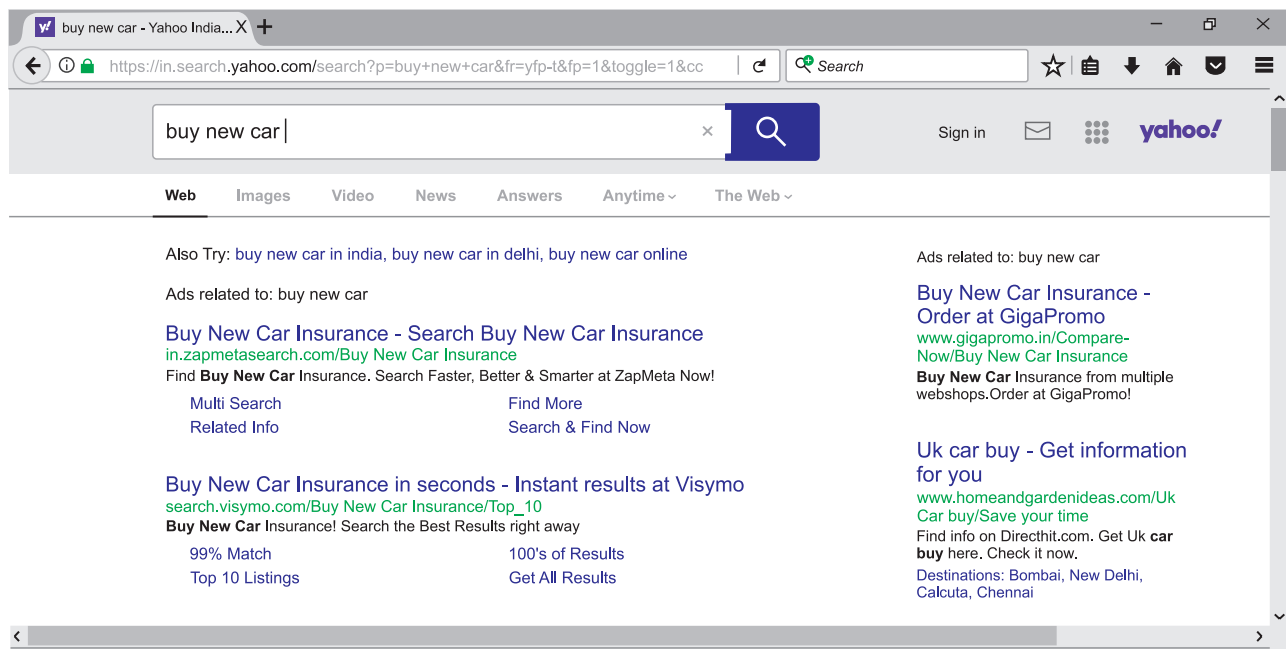 buy new car - Yahoo India... X +
https://in.search.yahoo.com/search?p=buy+new+car&fr=yfp-t&fp=1&toggle=1&cc
Search
buy new car
Sign in
yahoo!
Web Images Video News Answers Anytime The Web
Also Try: buy new car in india, buy new car in delhi, buy new car online
Ads related to: buy new car
Buy New Car Insurance - Search Buy New Car Insurance
in.zapmetasearch.com/Buy New Car Insurance
Find Buy New Car Insurance. Search Faster, Better & Smarter at ZapMeta Now!
Multi Search Find More
Related Info Search & Find Now
Buy New Car Insurance in seconds - Instant results at Visymo
search.visymo.com/Buy New Car Insurance/Top_10
Buy New Car Insurance! Search the Best Results right away
99% Match 100's of Results
Top 10 Listings Get All Results
Ads related to: buy new car
Buy New Car Insurance -
Order at GigaPromo
www.gigapromo.in/Compare-
Now/Buy New Car Insurance
Buy New Car Insurance from multiple
webshops.Order at GigaPromo!
Uk car buy - Get information
for you
www.homeandgardenideas.com/Uk
Car buy/Save your time
Find info on Directhit.com. Get Uk car
buy here. Check it now.
Destinations: Bombai, New Delhi,
Calcuta, Chennai